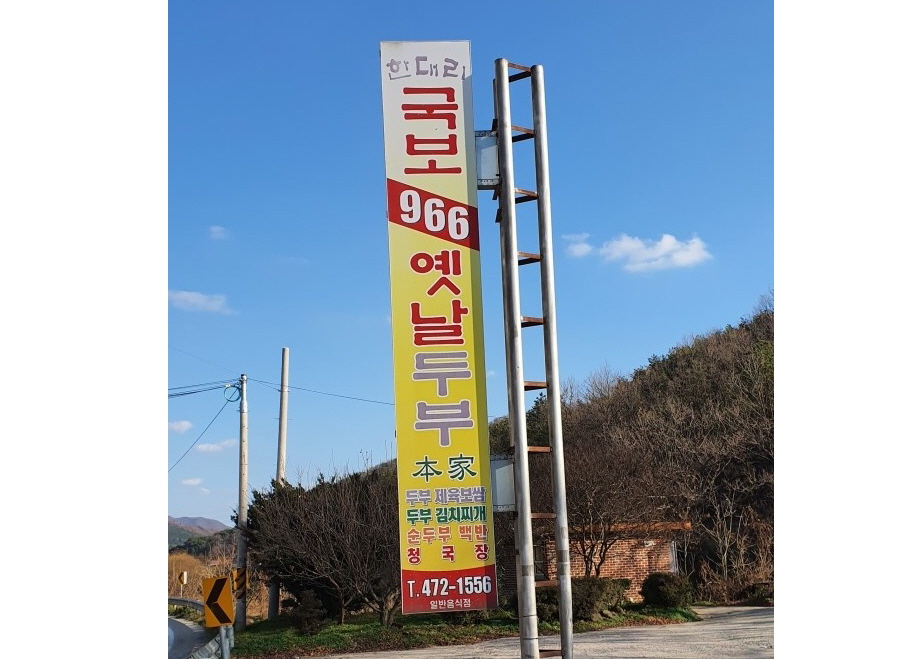 한대리
국보
966
옛날두부
本家
두부 제육보쌈
두부 김치찌개
순두부 백반
청국장
T.472-1556
일반음식점